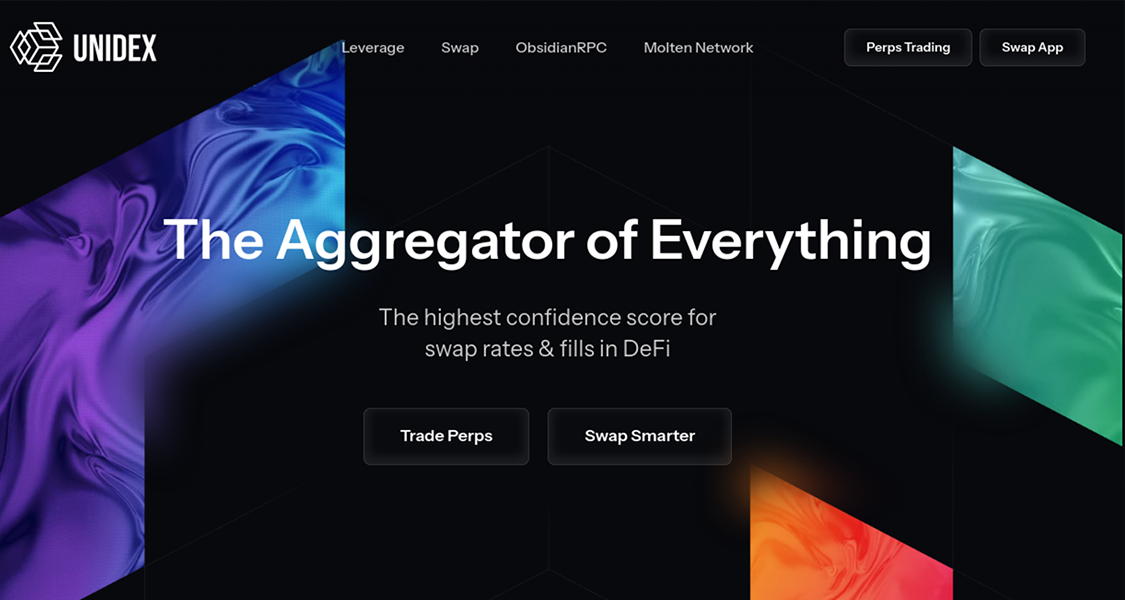 UNIDEX
Leverage
Swap
ObsidianRPC
Molten Network
Perps Trading
Swap App
The Aggregator of Everything
The highest confidence score for
swap rates & fills in DeFi
Trade Perps
Swap Smarter